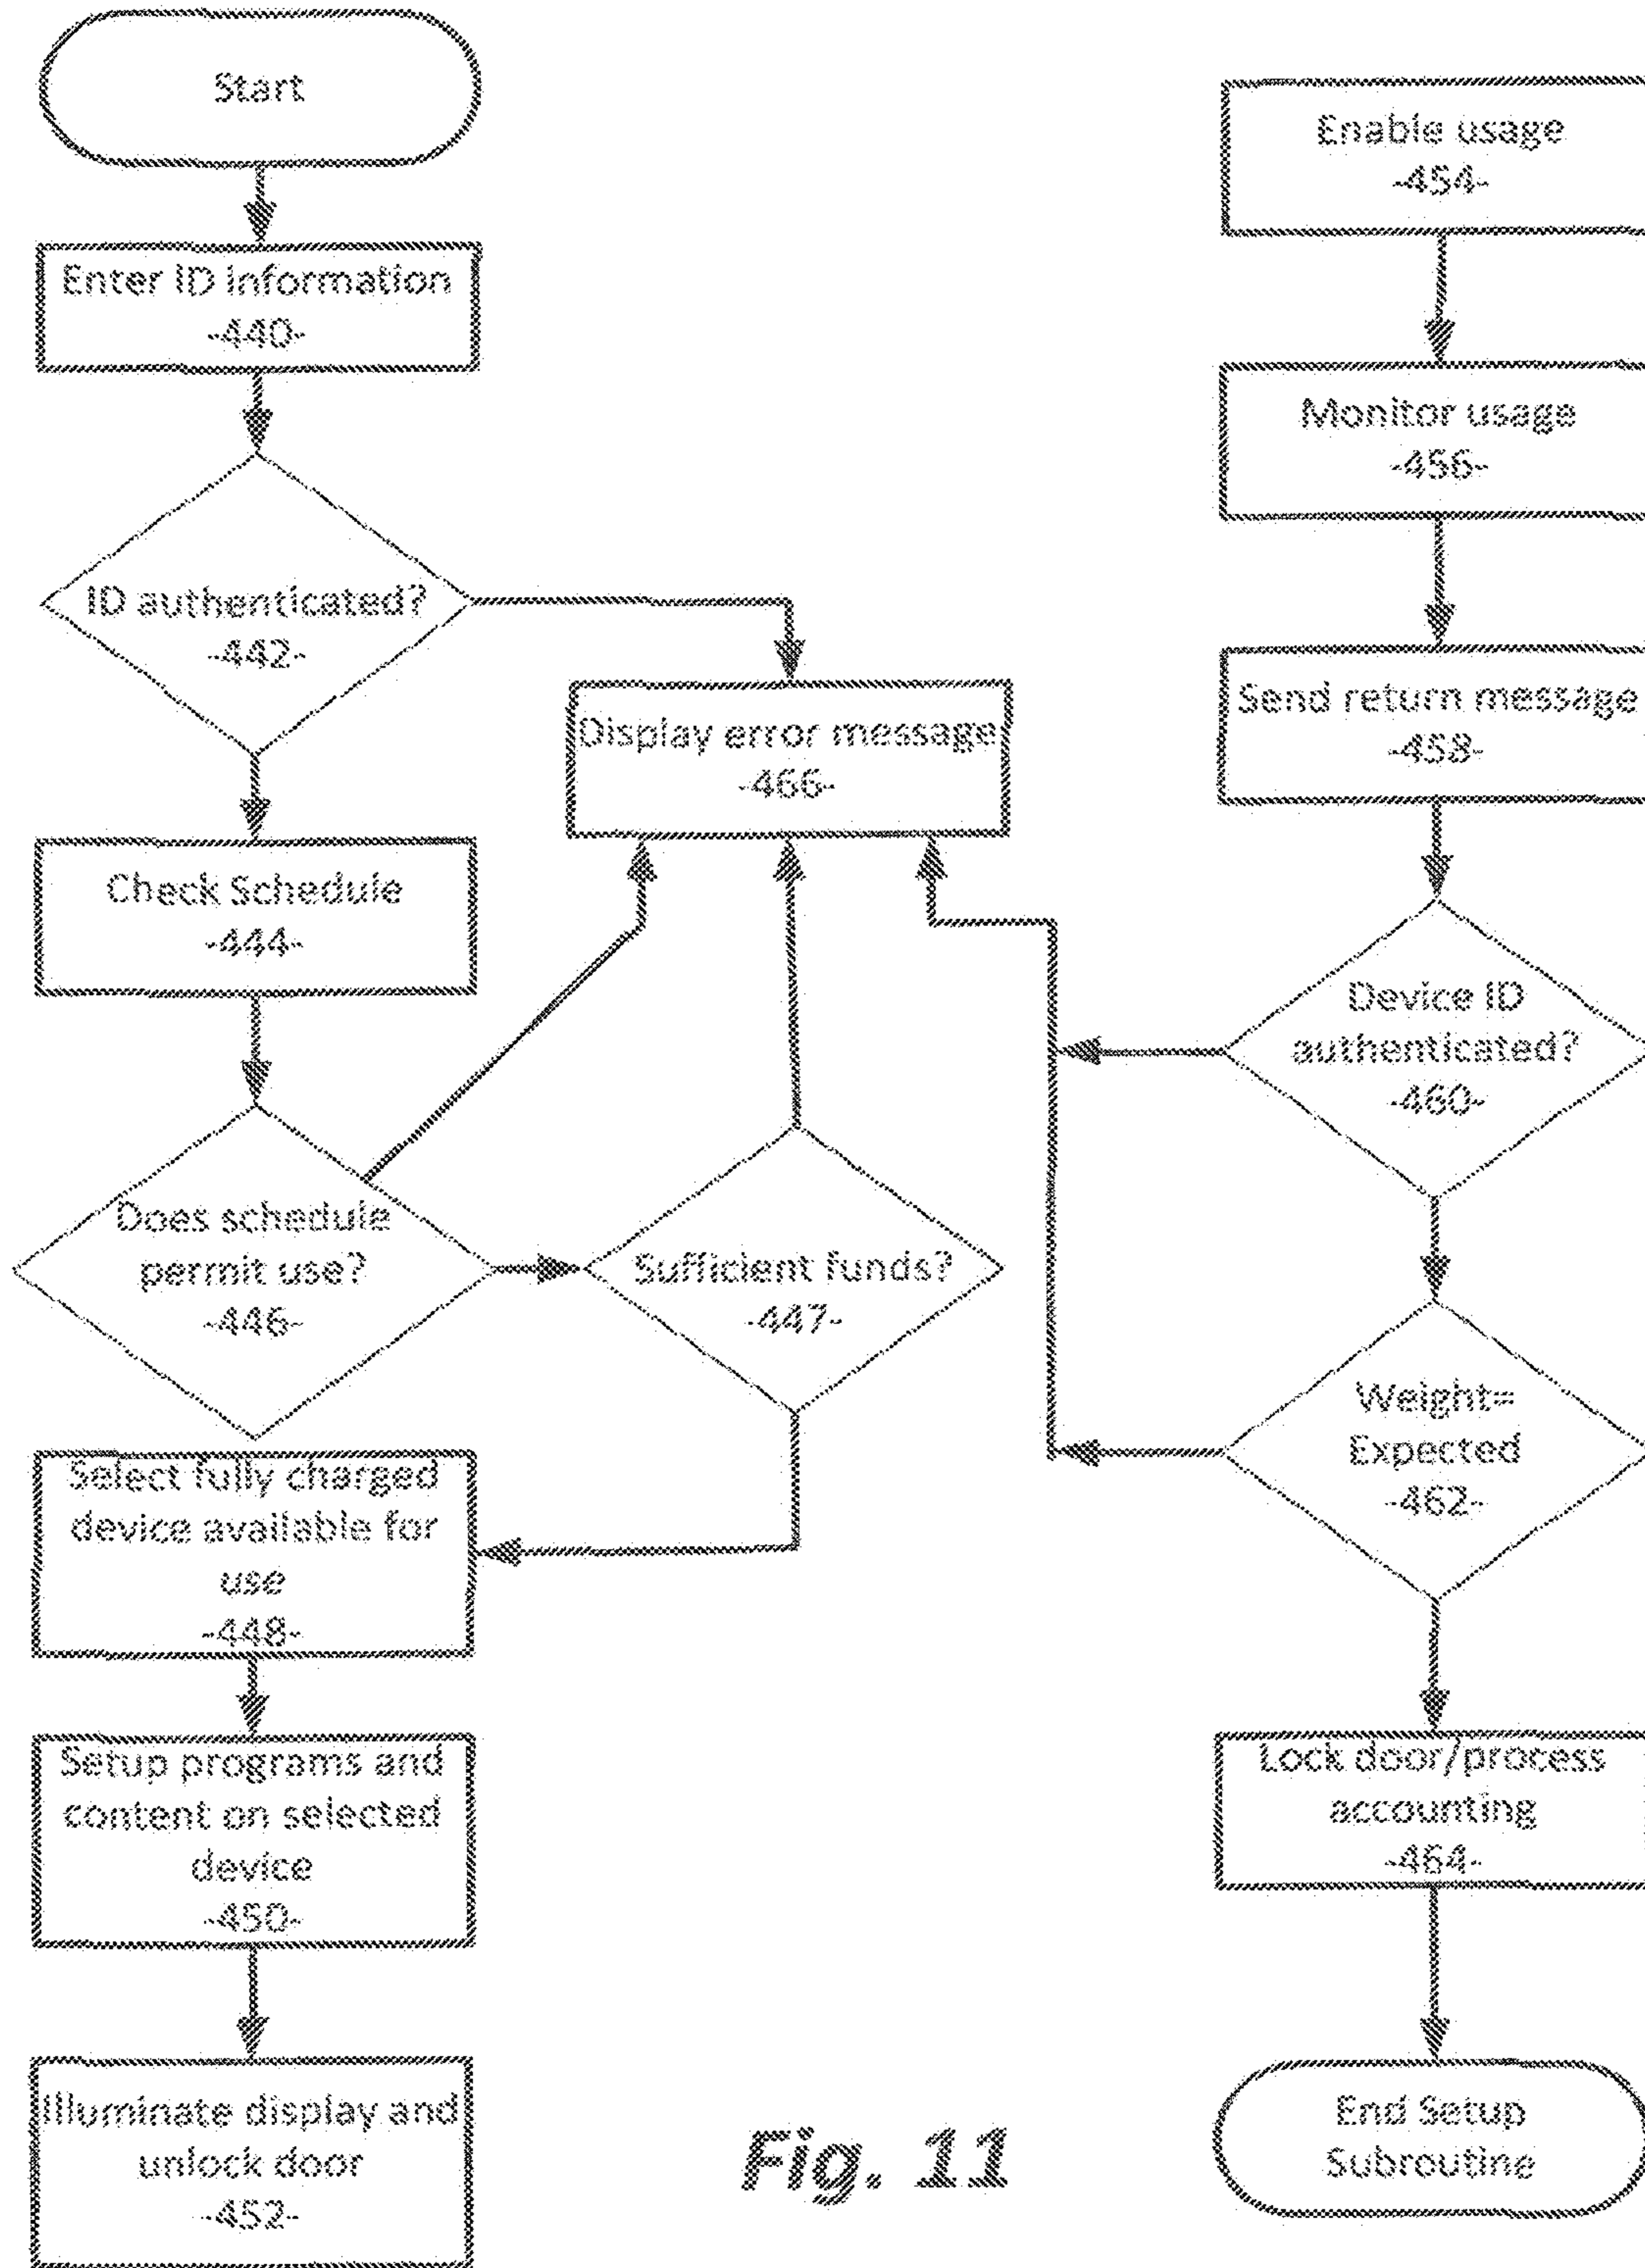 Start
Enter ID information
-440-
ID authenticated?
-442-
Display error message
-466-
Check Schedule
-444-
Does schedule
permit use?
-446-
Sufficient funds?
-447-
Select fully charged
device available for
use
-448-
Setup programs and
content on selected
device
-450-
Illuminate display and
unlock door
-452-
Enable usage
-454-
Monitor usage
-456-
Send return message
-458-
Device ID
authenticated?
-460-
Weight=
Expected
-462-
Lock door/process
accounting
-464-
End Setup
Subroutine
Fig. 11